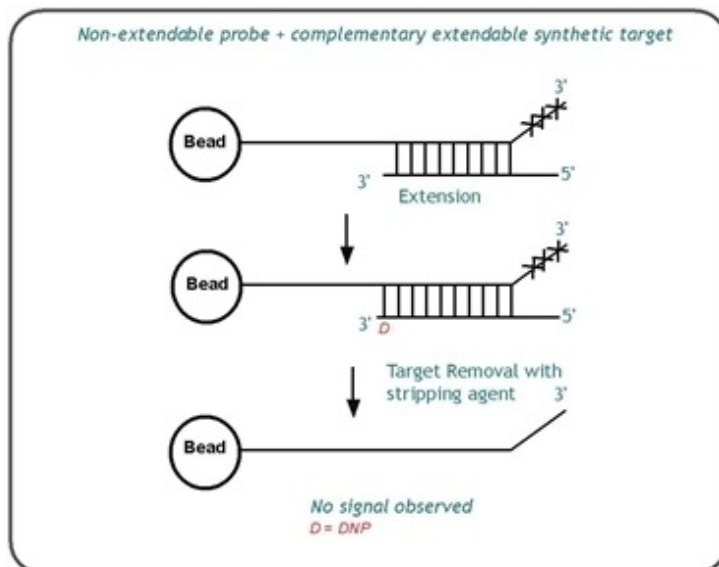 Non-extendable probe + complementary extendable synthetic target
3'
Bead
3'
5'
Extension
3'
Bead
3'
D
5'
Target Removal with
stripping agent
3'
Bead
No signal observed
D = DNP